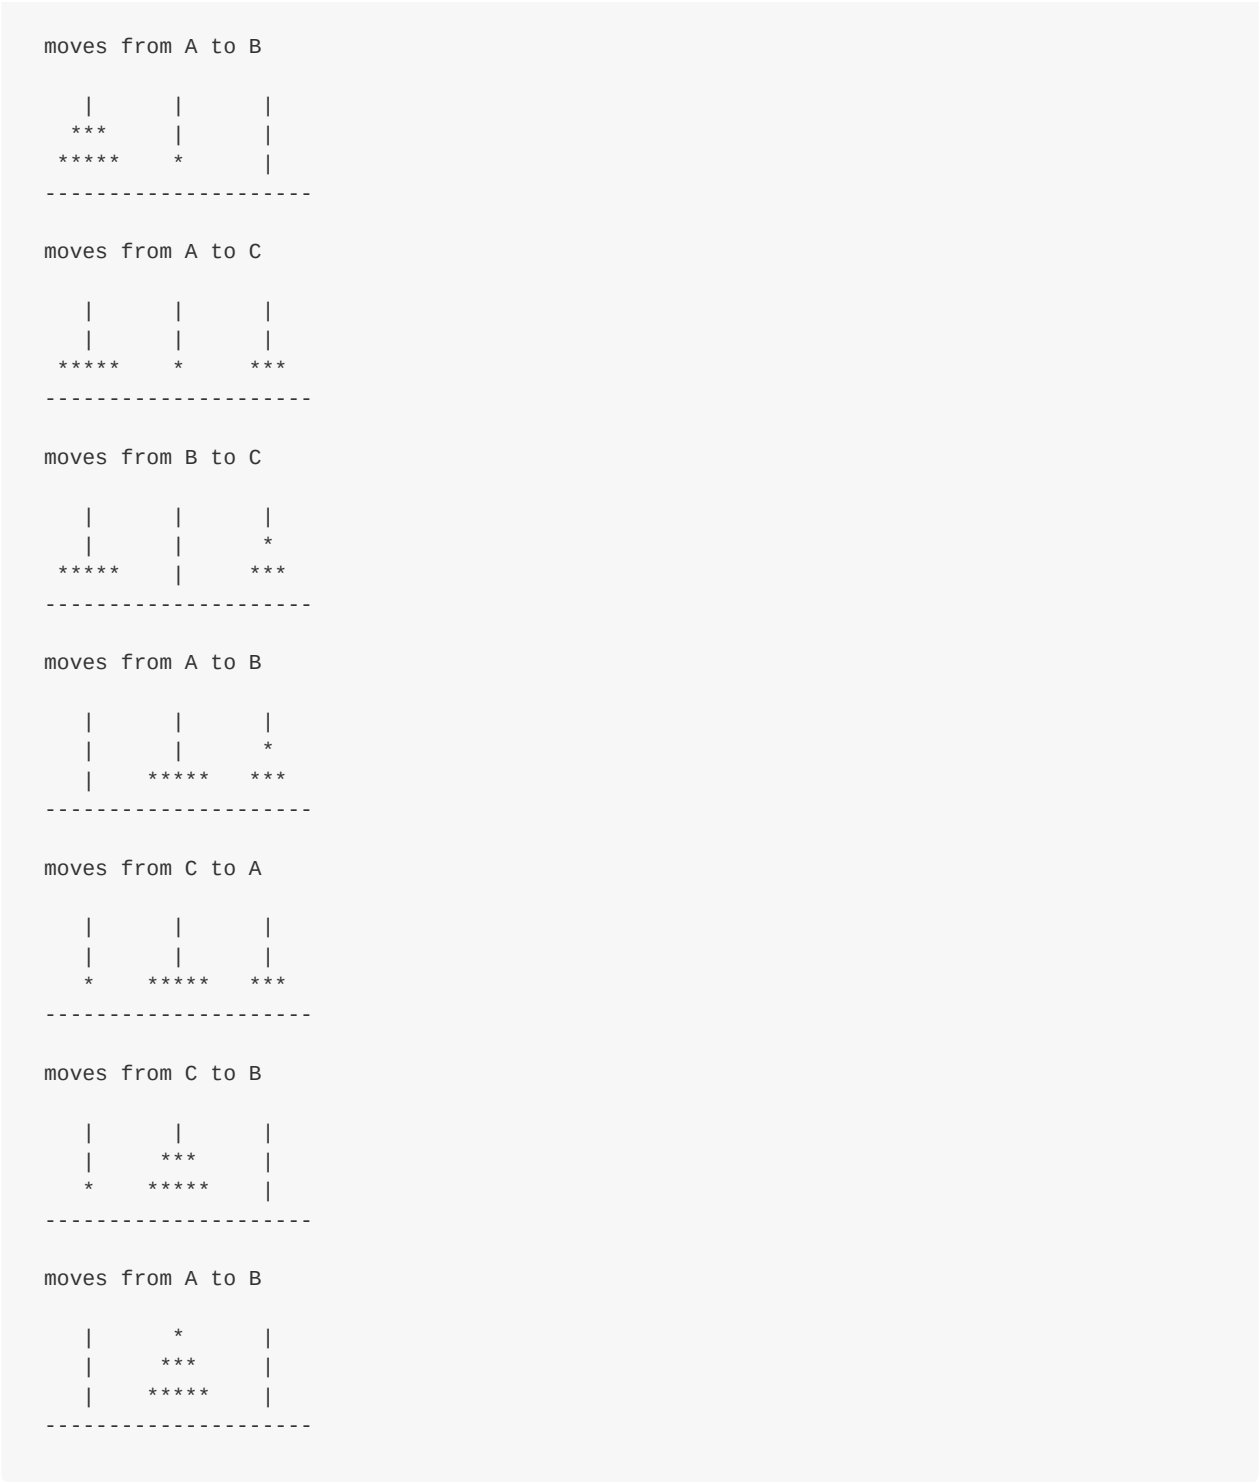 moves from A to B
   |      |      |
  ***     |      |
 *****    *      |
---------------------
moves from A to C
   |      |      |
   |      |      |
 *****    *     ***
---------------------
moves from B to C
   |      |      |
   |      |      *
 *****    |     ***
---------------------
moves from A to B
   |      |      |
   |      |      *
   |    *****   ***
---------------------
moves from C to A
   |      |      |
   |      |      |
   *    *****   ***
---------------------
moves from C to B
   |      |      |
   |     ***     |
   *    *****    |
---------------------
moves from A to B
   |      *      |
   |     ***     |
   |    *****    |
---------------------